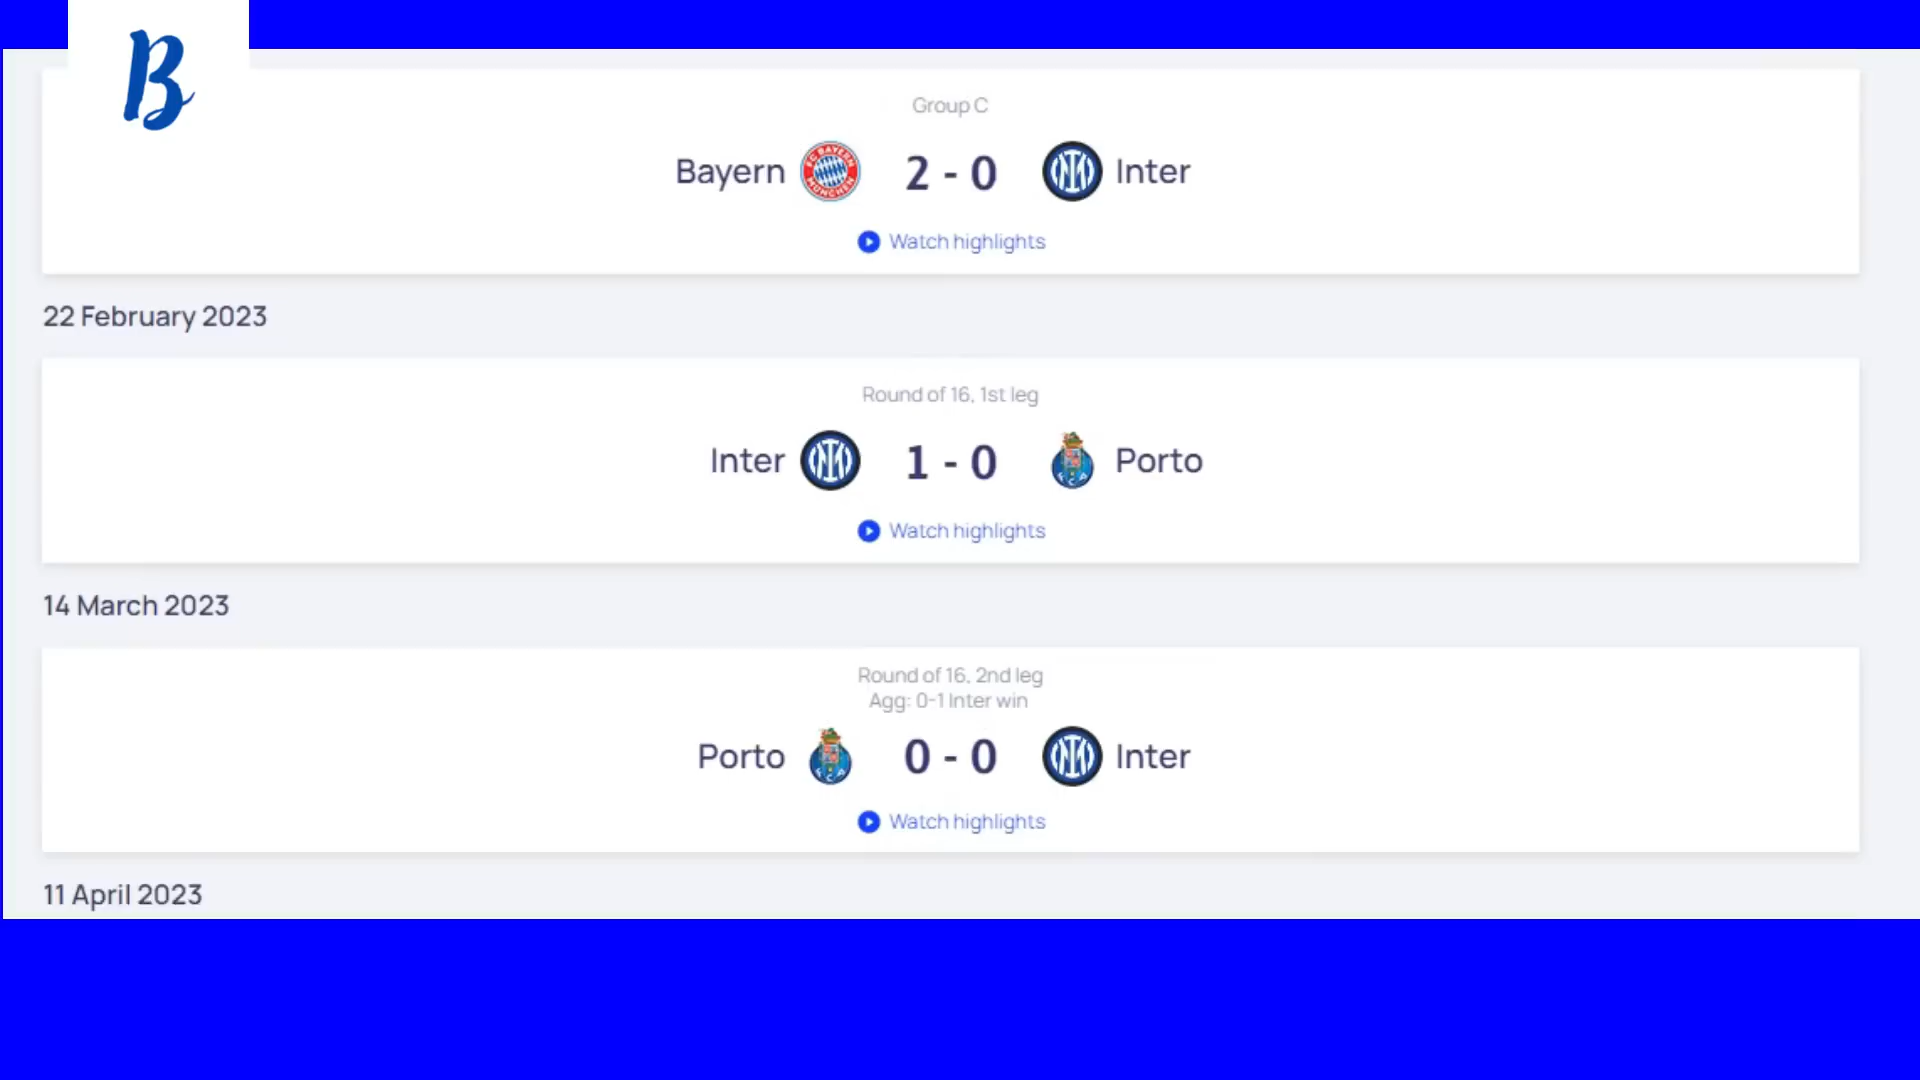 B
Group C
Bayern 2 - 0 Inter
Watch highlights
22 February 2023
Round of 16, 1st leg
Inter 1 - 0 Porto
Watch highlights
14 March 2023
Round of 16, 2nd leg
Agg: 0-1 Inter win
Porto 0 - 0 Inter
Watch highlights
11 April 2023